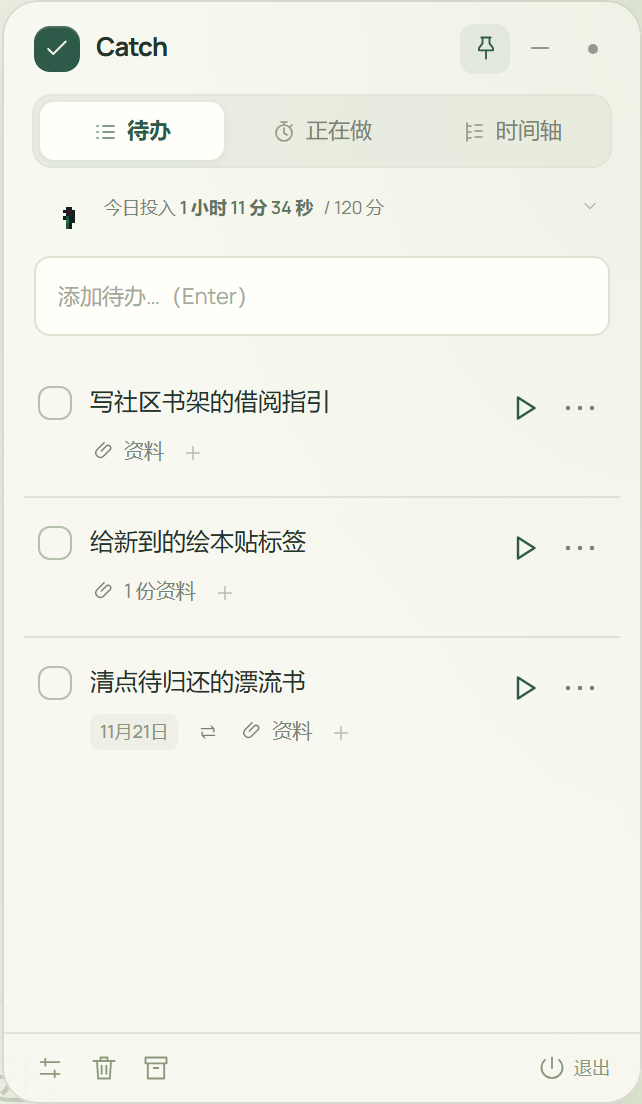 Catch
待办
正在做
时间轴
今日投入 1 小时 11 分 34 秒 / 120 分
添加待办...（Enter）
写社区书架的借阅指引
资料
给新到的绘本贴标签
1 份资料
清点待归还的漂流书
11月21日
资料
退出